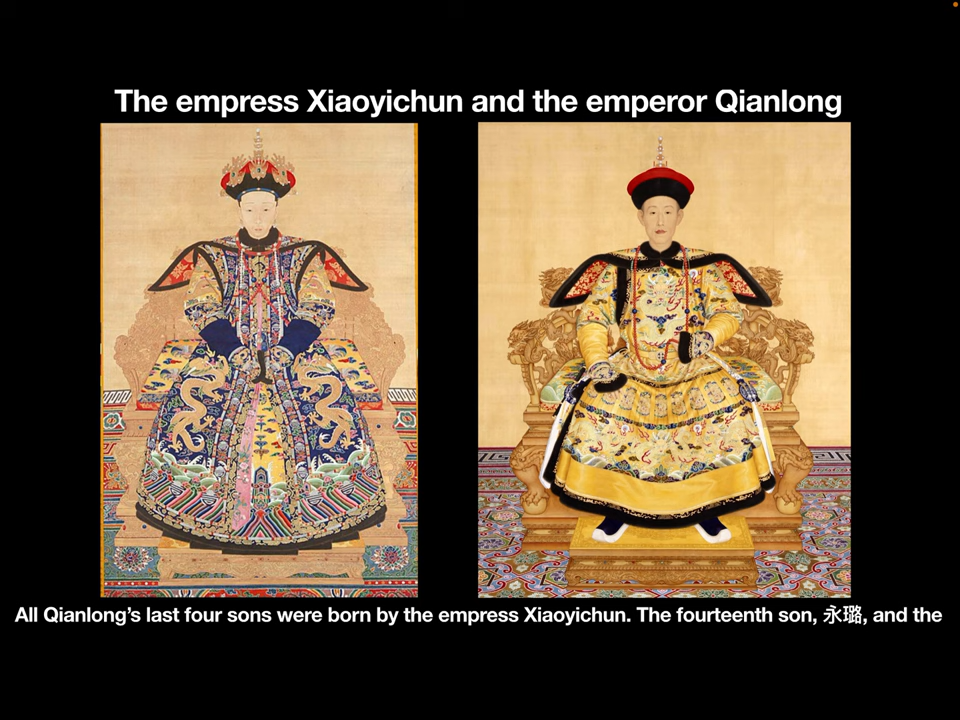 The empress Xiaoyichun and the emperor Qianlong
All Qianlong’s last four sons were born by the empress Xiaoyichun. The fourteenth son, 永璐, and the